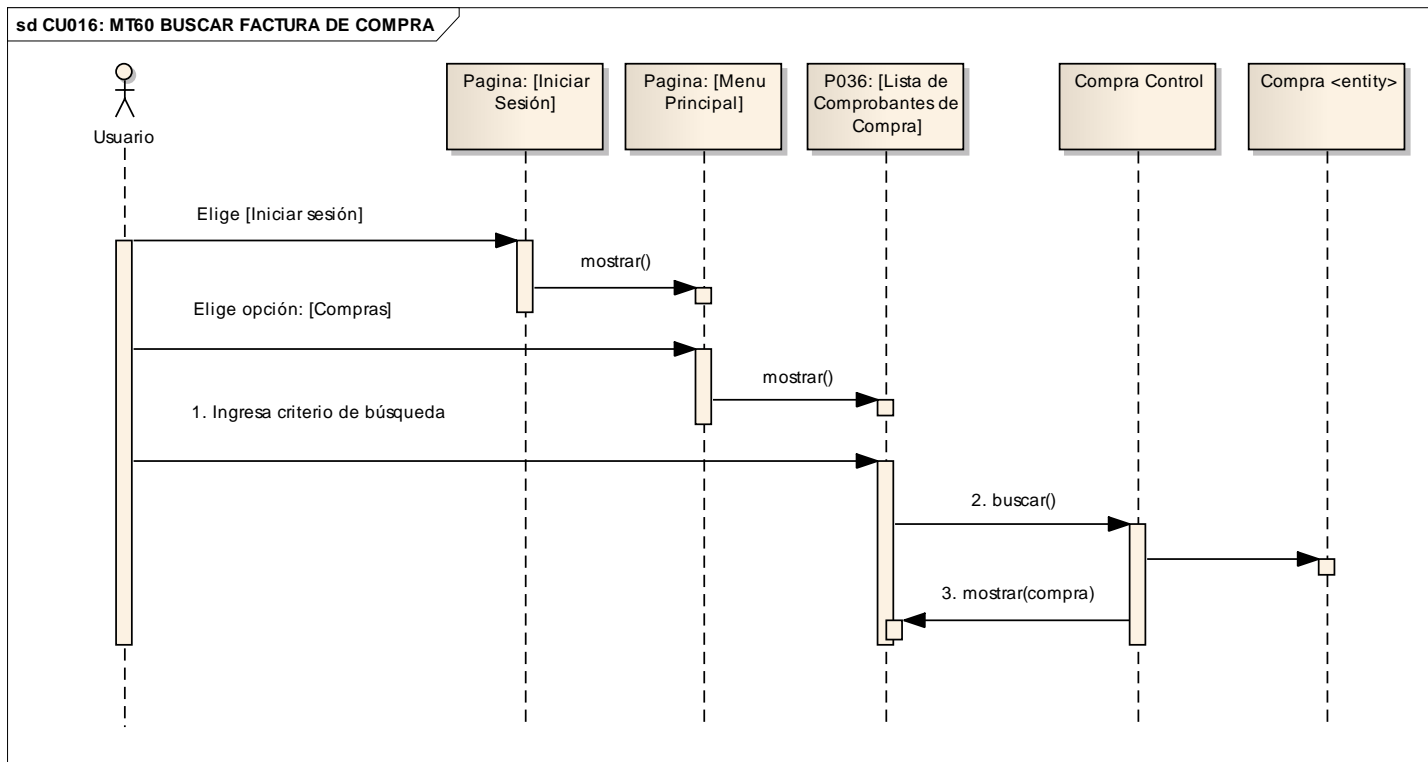 sd CU016: MT60 BUSCAR FACTURA DE COMPRA
Usuario
Pagina: [Iniciar
Sesión]
Pagina: [Menu
Principal]
P036: [Lista de
Comprobantes de
Compra]
Compra Control
Compra <entity>
Elige [Iniciar sesión]
mostrar()
Elige opción: [Compras]
mostrar()
1. Ingresa criterio de búsqueda
2. buscar()
3. mostrar(compra)